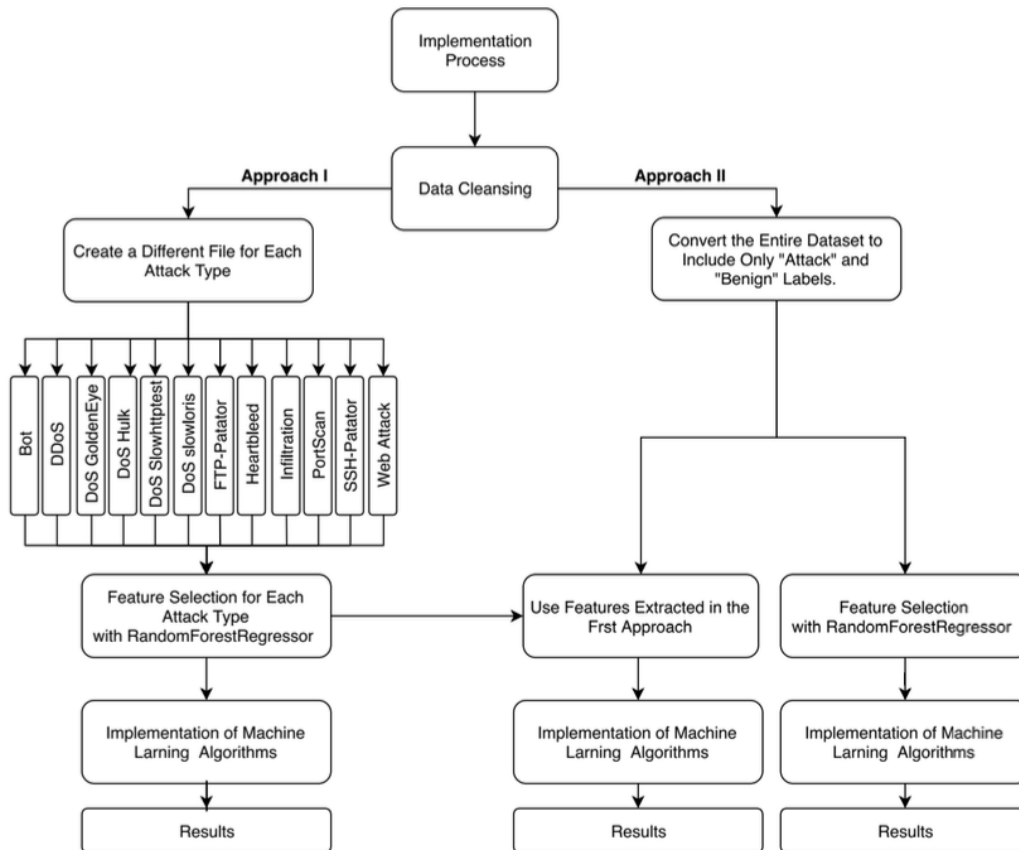 Implementation
Process
Approach I
Data Cleansing
Approach II
Create a Different File for Each
Attack Type
Convert the Entire Dataset to
Include Only "Attack" and
"Benign" Labels.
Bot
DDoS
DoS GoldenEye
DoS Hulk
DoS Slowhttptest
DoS slowloris
FTP-Patator
Heartbleed
Infiltration
PortScan
SSH-Patator
Web Attack
Feature Selection for Each
Attack Type
with RandomForestRegressor
Use Features Extracted in the
Frst Approach
Feature Selection
with RandomForestRegressor
Implementation of Machine
Larning Algorithms
Implementation of Machine
Larning Algorithms
Implementation of Machine
Larning Algorithms
Results
Results
Results